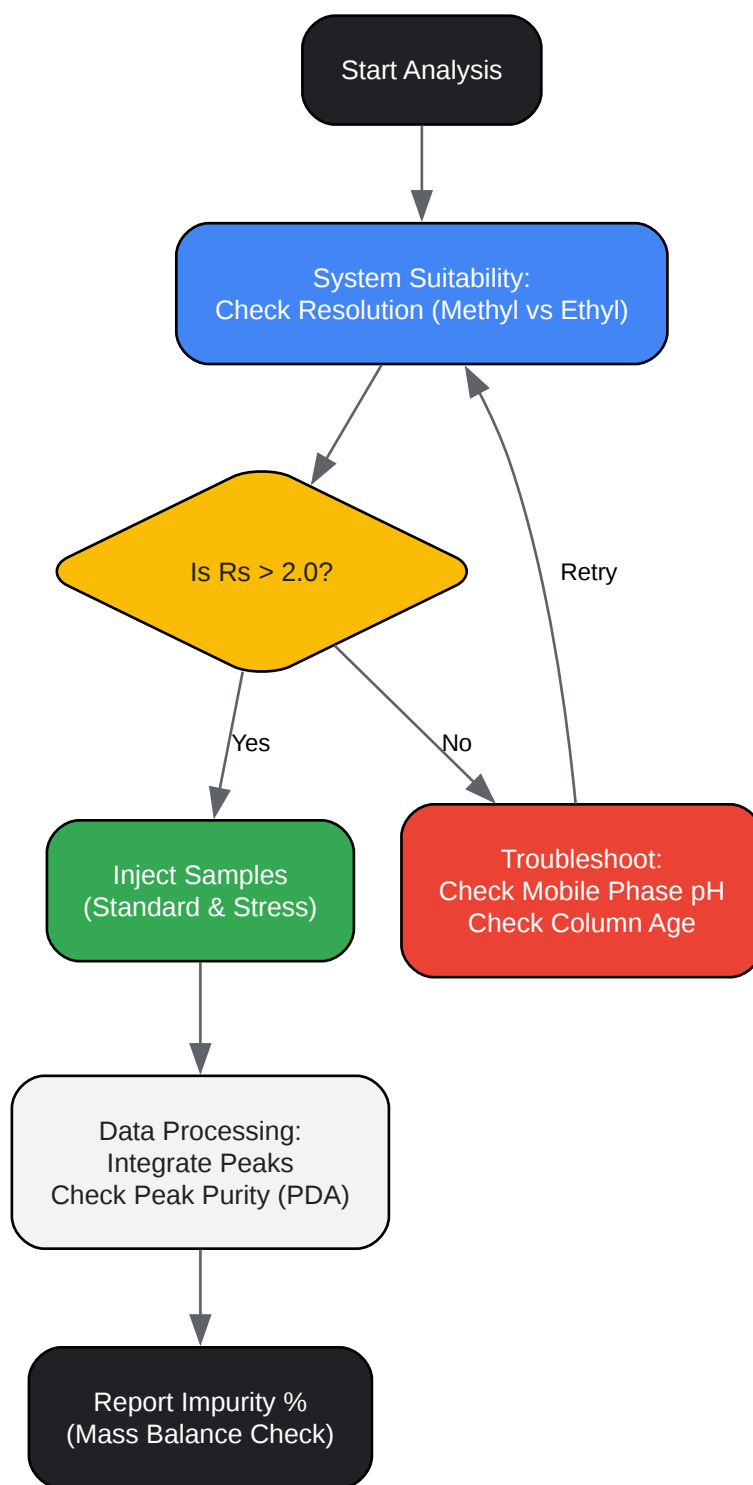 Start Analysis
System Suitability:
Check Resolution (Methyl vs Ethyl)
Is Rs > 2.0?
Retry
Yes
No
Inject Samples
(Standard & Stress)
Troubleshoot:
Check Mobile Phase pH
Check Column Age
Data Processing:
Integrate Peaks
Check Peak Purity (PDA)
Report Impurity %
(Mass Balance Check)